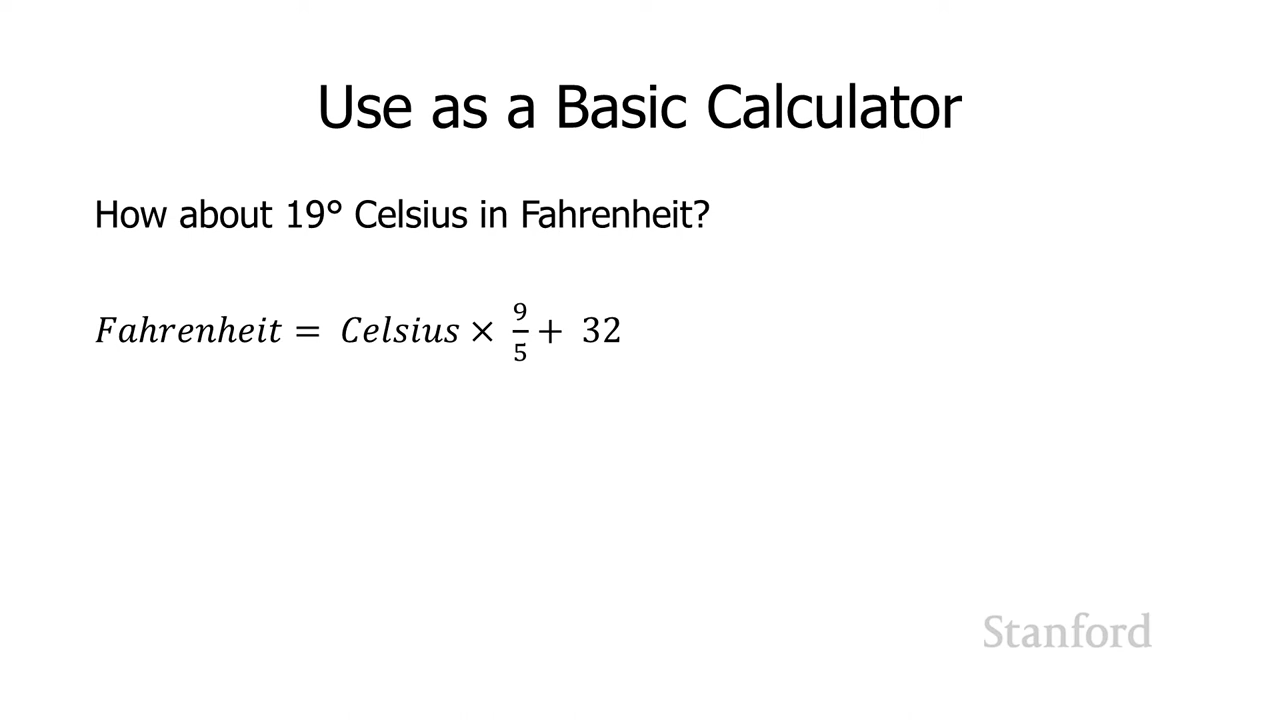 Use as a Basic Calculator
How about 19° Celsius in Fahrenheit?
Fahrenheit = Celsius × 9/5 + 32
Stanford